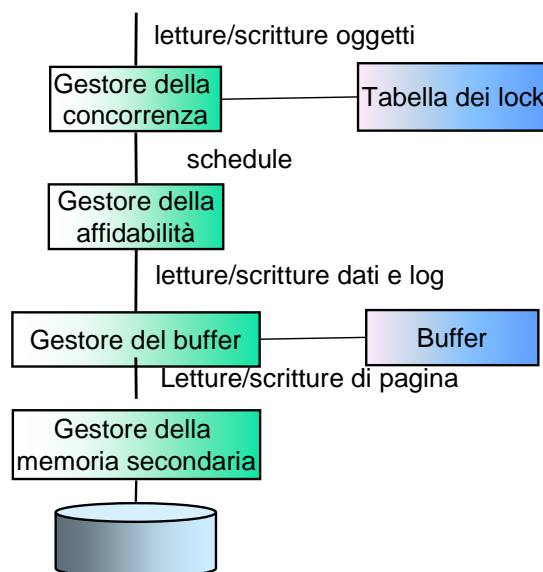 letture/scritture oggetti
Gestore della
concorrenza
Tabella dei lock
schedule
Gestore della
affidabilità
letture/scritture dati e log
Gestore del buffer
Buffer
Letture/scritture di pagina
Gestore della
memoria secondaria